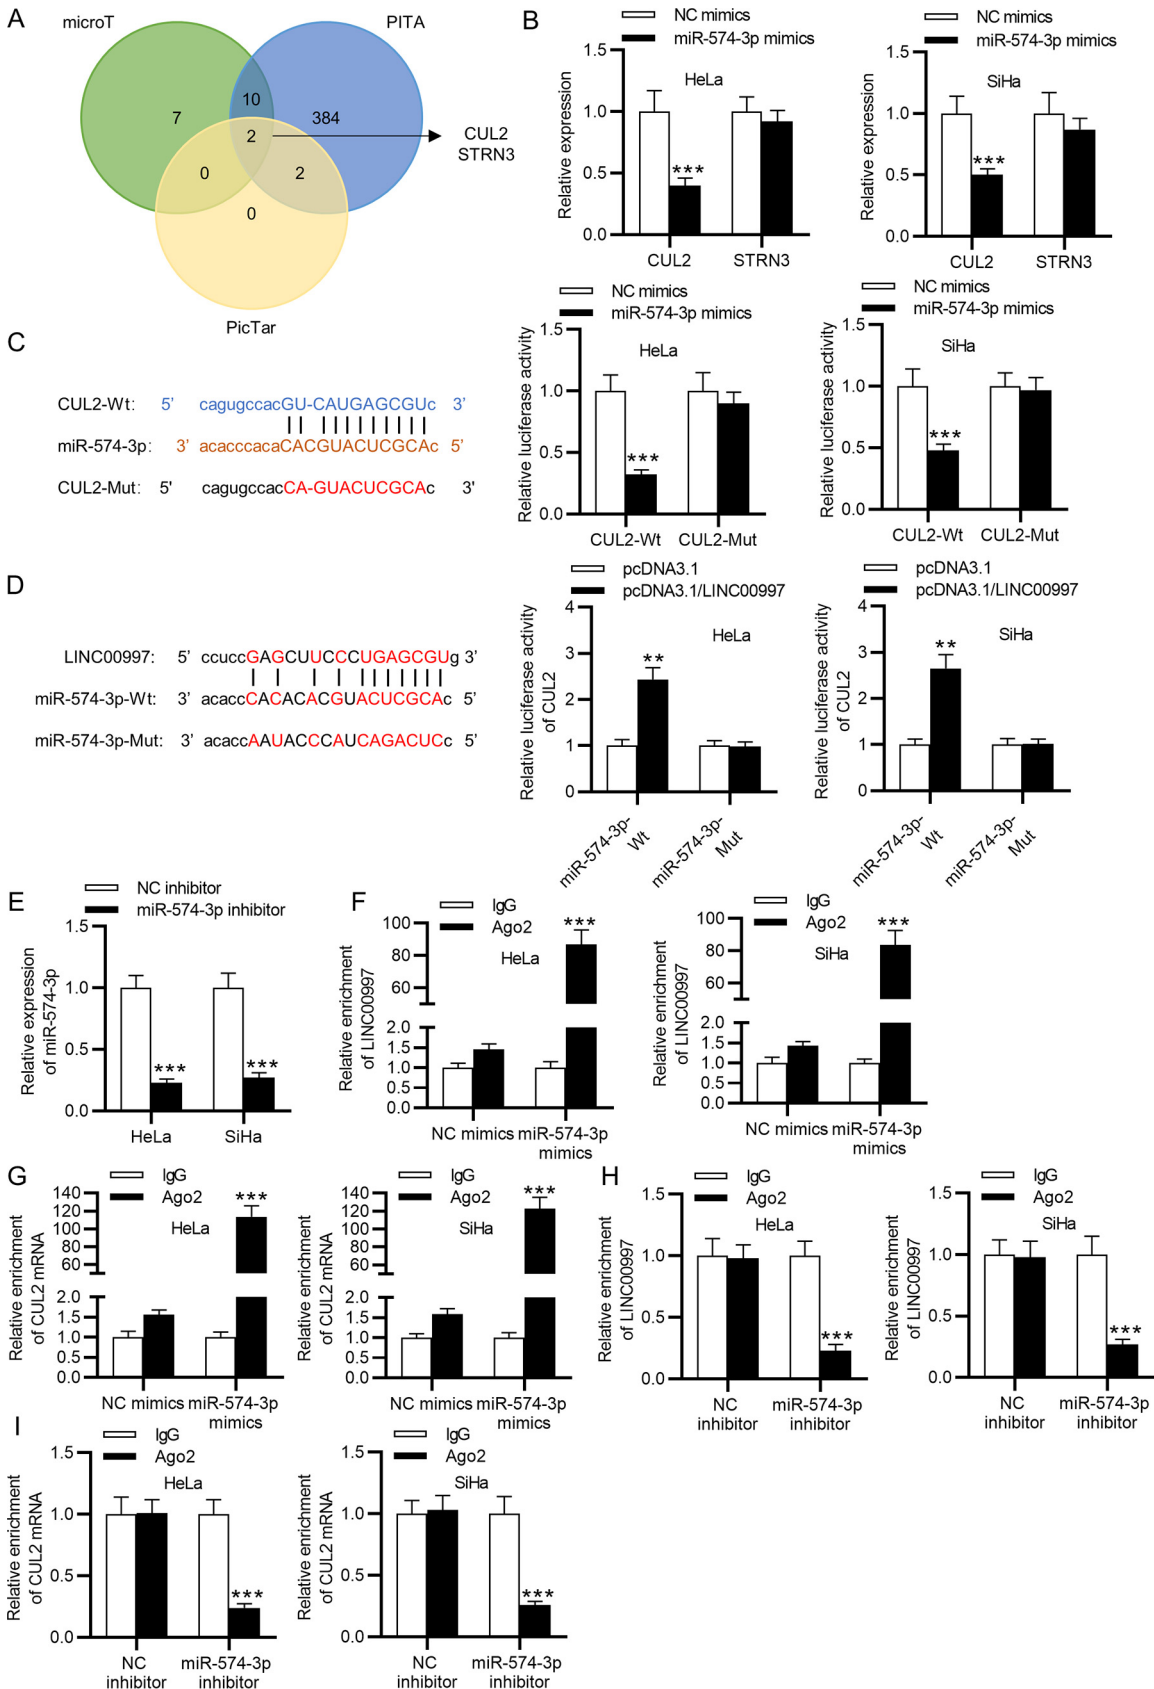 A
microT
PITA
7
10
384
2
0
2
0
CUL2
STRN3
PicTar
B
NC mimics
miR-574-3p mimics
HeLa
Relative expression
1.5
1.0
0.5
0.0
***
CUL2
STRN3
NC mimics
miR-574-3p mimics
SiHa
Relative expression
1.5
1.0
0.5
0.0
***
CUL2
STRN3
C
CUL2-Wt: 5’ cagugccacGU-CAUGAGCGUc 3’
miR-574-3p: 3’ acacccacaCACGUACUCGCAc 5’
CUL2-Mut: 5' cagugccacCA-GUACUCGCAc 3'
NC mimics
miR-574-3p mimics
HeLa
Relative luciferase activity
1.5
1.0
0.5
0.0
***
CUL2-Wt
CUL2-Mut
NC mimics
miR-574-3p mimics
SiHa
Relative luciferase activity
1.5
1.0
0.5
0.0
***
CUL2-Wt
CUL2-Mut
D
LINC00997: 5’ ccuccGAGCUUCCCUGAGCGUg 3’
miR-574-3p-Wt: 3’ acaccCACACACGUACUCGCAc 5’
miR-574-3p-Mut: 3’ acaccAAUACCCAUCAGACUCc 5’
pcDNA3.1
pcDNA3.1/LINC00997
HeLa
Relative luciferase activity
of CUL2
4
3
2
1
0
**
miR-574-3p-
Wt
miR-574-3p-
Mut
pcDNA3.1
pcDNA3.1/LINC00997
SiHa
Relative luciferase activity
of CUL2
4
3
2
1
0
**
miR-574-3p-
Wt
miR-574-3p-
Mut
E
NC inhibitor
miR-574-3p inhibitor
Relative expression
of miR-574-3p
1.5
1.0
0.5
0.0
***
***
HeLa
SiHa
F
IgG
Ago2
HeLa
Relative enrichment
of LINC00997
100
80
60
2.0
1.5
1.0
0.5
0.0
***
NC mimics
miR-574-3p
mimics
IgG
Ago2
SiHa
Relative enrichment
of LINC00997
100
80
60
2.0
1.5
1.0
0.5
0.0
***
NC mimics
miR-574-3p
mimics
G
IgG
Ago2
HeLa
Relative enrichment
of CUL2 mRNA
140
120
100
80
60
2.0
1.5
1.0
0.5
0.0
***
NC mimics
miR-574-3p
mimics
IgG
Ago2
SiHa
Relative enrichment
of CUL2 mRNA
140
120
100
80
60
2.0
1.5
1.0
0.5
0.0
***
NC mimics
miR-574-3p
mimics
H
IgG
Ago2
HeLa
Relative enrichment
of LINC00997
1.5
1.0
0.5
0.0
***
NC
inhibitor
miR-574-3p
inhibitor
IgG
Ago2
SiHa
Relative enrichment
of LINC00997
1.5
1.0
0.5
0.0
***
NC
inhibitor
miR-574-3p
inhibitor
I
IgG
Ago2
HeLa
Relative enrichment
of CUL2 mRNA
1.5
1.0
0.5
0.0
***
NC
inhibitor
miR-574-3p
inhibitor
IgG
Ago2
SiHa
Relative enrichment
of CUL2 mRNA
1.5
1.0
0.5
0.0
***
NC
inhibitor
miR-574-3p
inhibitor